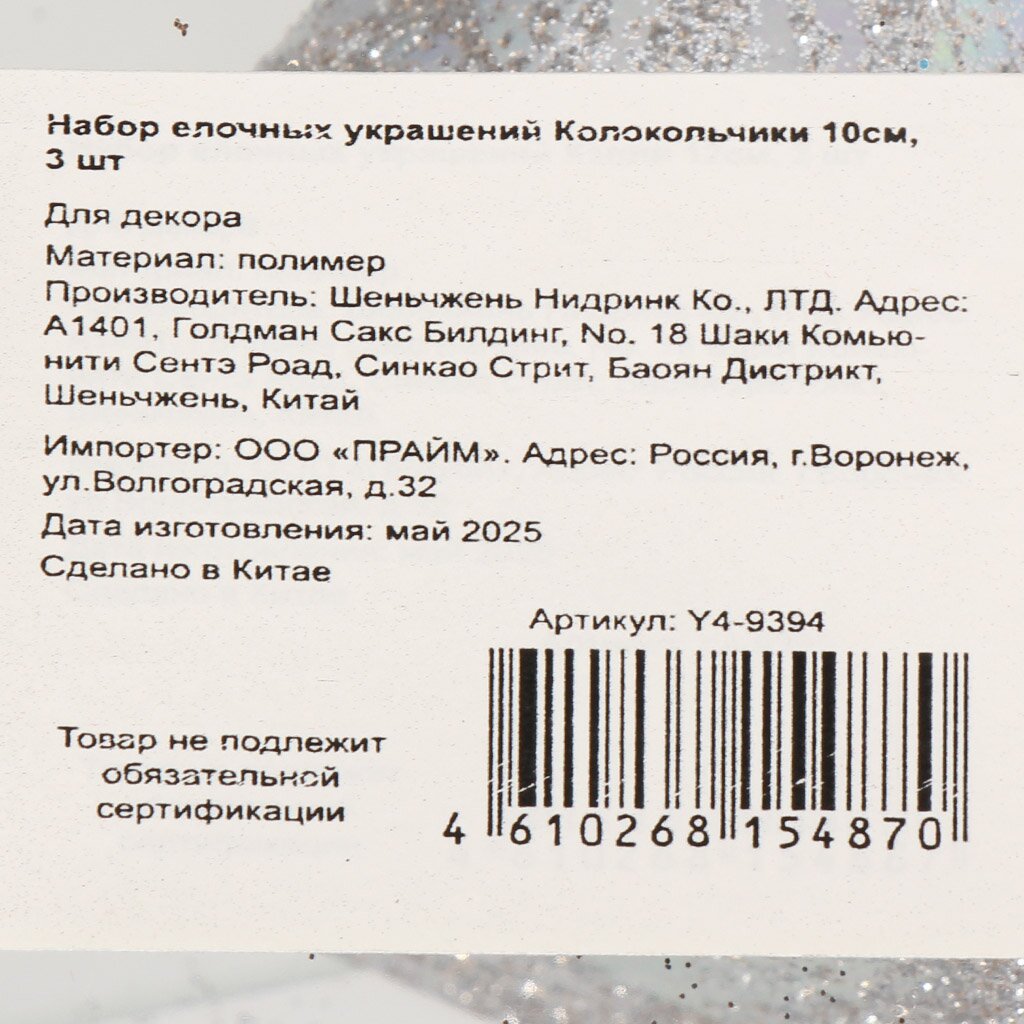 Набор елочных украшений Колокольчики 10см,
3 шт
Для декора
Материал: полимер
Производитель: Шеньчжень Нидринк Ко., ЛТД. Адрес:
А1401, Голдман Сакс Билдинг, No. 18 Шаки Комью-
нити Сентэ Роад, Синкао Стрит, Баоян Дистрикт,
Шеньчжень, Китай
Импортер: ООО «ПРАЙМ». Адрес: Россия, г.Воронеж,
ул.Волгоградская, д.32
Дата изготовления: май 2025
Сделано в Китае
Артикул: Y4-9394
Товар не подлежит
обязательной
сертификации
4 610268 154870